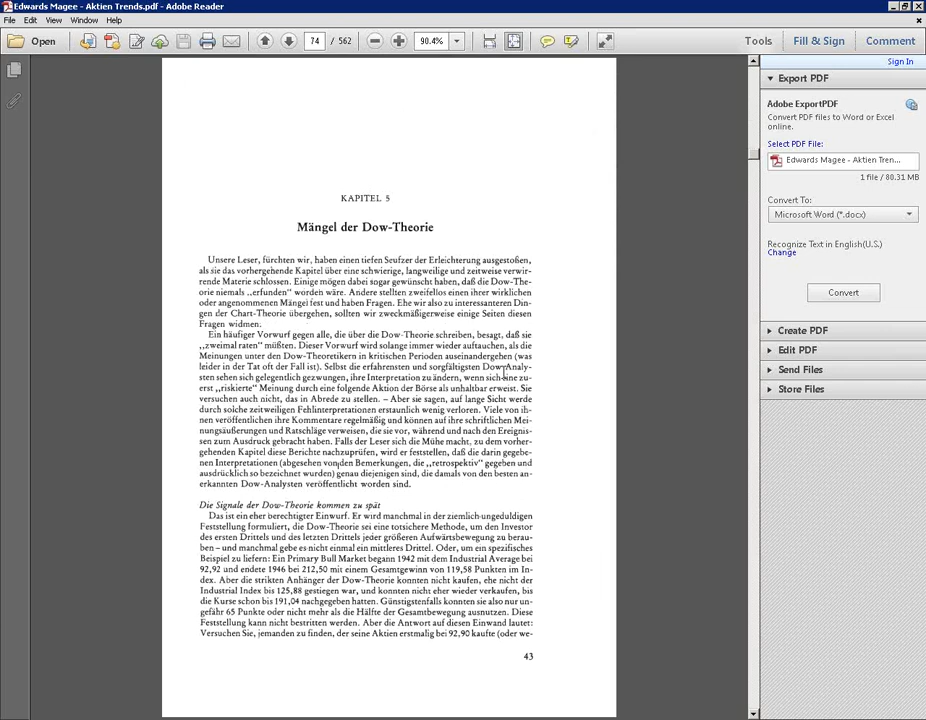 Edwards Magee - Aktien Trends.pdf - Adobe Reader
File Edit View Window Help
Open 74 / 562 90.4% Tools Fill & Sign Comment
Sign In
Export PDF
Adobe ExportPDF
Convert PDF files to Word or Excel
online.
Select PDF File:
Edwards Magee - Aktien Tren...
1 file / 80.31 MB
Convert To:
Microsoft Word (*.docx)
Recognize Text in English(U.S.)
Change
Convert
Create PDF
Edit PDF
Send Files
Store Files
KAPITEL 5
Mängel der Dow-Theorie
Unsere Leser, fürchten wir, haben einen tiefen Seufzer der Erleichterung ausgestoßen,
als sie das vorhergehende Kapitel über eine schwierige, langweilige und zeitweise verwir-
rende Materie schlossen. Einige mögen dabei sogar gewünscht haben, daß die Dow-The-
orie niemals „erfunden" worden wäre. Andere stellten zweifellos einen ihrer wirklichen
oder angenommenen Mängel fest und haben Fragen. Ehe wir also zu interessanteren Din-
gen der Chart-Theorie übergehen, sollten wir zweckmäßigerweise einige Seiten diesen
Fragen widmen.
Ein häufiger Vorwurf gegen alle, die über die Dow-Theorie schreiben, besagt, daß sie
„zweimal raten" müßten. Dieser Vorwurf wird solange immer wieder auftauchen, als die
Meinungen unter den Dow-Theoretikern in kritischen Perioden auseinandergehen (was
leider in der Tat oft der Fall ist). Selbst die erfahrensten und sorgfältigsten Dow-Analy-
sten sehen sich gelegentlich gezwungen, ihre Interpretation zu ändern, wenn sich eine zu-
erst „riskierte" Meinung durch eine folgende Aktion der Börse als unhaltbar erweist. Sie
versuchen auch nicht, das in Abrede zu stellen. – Aber sie sagen, auf lange Sicht werde
durch solche zeitweiligen Fehlinterpretationen erstaunlich wenig verloren. Viele von ih-
nen veröffentlichen ihre Kommentare regelmäßig und können auf ihre schriftlichen Mei-
nungsäußerungen und Ratschläge verweisen, die sie vor, während und nach den Ereignis-
sen zum Ausdruck gebracht haben. Falls der Leser sich die Mühe macht, zu dem vorher-
gehenden Kapitel diese Berichte nachzuprüfen, wird er feststellen, daß die darin gegebe-
nen Interpretationen (abgesehen von den Bemerkungen, die „retrospektiv" gegeben und
ausdrücklich so bezeichnet wurden) genau diejenigen sind, die damals von den besten an-
erkannten Dow-Analysten veröffentlicht worden sind.
Die Signale der Dow-Theorie kommen zu spät
Das ist ein eher berechtigter Einwurf. Er wird manchmal in der ziemlich ungeduldigen
Feststellung formuliert, die Dow-Theorie sei eine totsichere Methode, um den Investor
des ersten Drittels und des letzten Drittels jeder größeren Aufwärtsbewegung zu berau-
ben – und manchmal gebe es nicht einmal ein mittleres Drittel. Oder, um ein spezifisches
Beispiel zu liefern: Ein Primary Bull Market begann 1942 mit dem Industrial Average bei
92,92 und endete 1946 bei 212,50 mit einem Gesamtgewinn von 119,58 Punkten im In-
dex. Aber die strikten Anhänger der Dow-Theorie konnten nicht kaufen, ehe nicht der
Industrial Index bis 125,88 gestiegen war, und konnten nicht eher wieder verkaufen, bis
die Kurse schon bis 191,04 nachgegeben hatten. Günstigstenfalls konnten sie also nur un-
gefähr 65 Punkte oder nicht mehr als die Hälfte der Gesamtbewegung ausnutzen. Diese
Feststellung kann nicht bestritten werden. Aber die Antwort auf diesen Einwand lautet:
Versuchen Sie, jemanden zu finden, der seine Aktien erstmalig bei 92,90 kaufte (oder we-
43